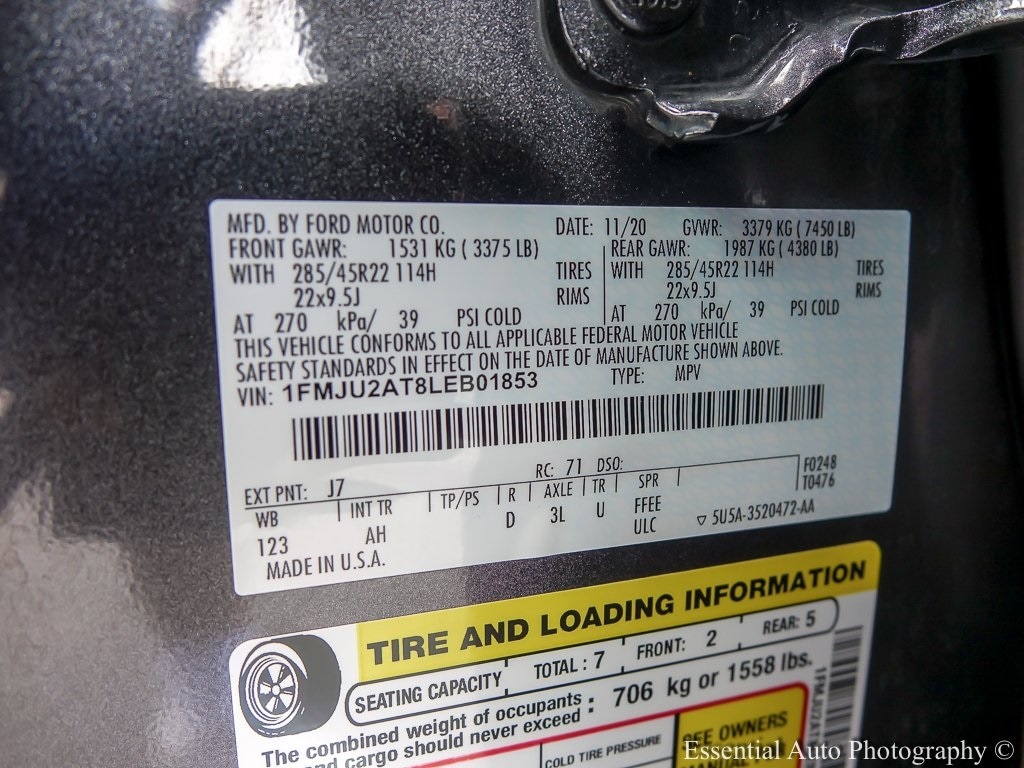 MFD. BY FORD MOTOR CO. DATE: 11/20 GVWR: 3379 KG ( 7450 LB)
FRONT GAWR: 1531 KG ( 3375 LB) REAR GAWR: 1987 KG ( 4380 LB)
WITH 285/45R22 114H TIRES WITH 285/45R22 114H TIRES
22x9.5J RIMS 22x9.5J RIMS
AT 270 kPa/ 39 PSI COLD AT 270 kPa/ 39 PSI COLD
THIS VEHICLE CONFORMS TO ALL APPLICABLE FEDERAL MOTOR VEHICLE
SAFETY STANDARDS IN EFFECT ON THE DATE OF MANUFACTURE SHOWN ABOVE.
VIN: 1FMJU2AT8LEB01853 TYPE: MPV
EXT PNT: J7 RC: 71 DSO: F0248
WB INT TR TP/PS R AXLE TR SPR T0476
123 AH D 3L U FFEE
ULC ▽ 5U5A-3520472-AA
MADE IN U.S.A.
TIRE AND LOADING INFORMATION
SEATING CAPACITY TOTAL : 7 FRONT: 2 REAR: 5
The combined weight of occupants
and cargo should never exceed : 706 kg or 1558 lbs.
COLD TIRE PRESSURE
SEE OWNERS
MANUAL
Essential Auto Photography ©